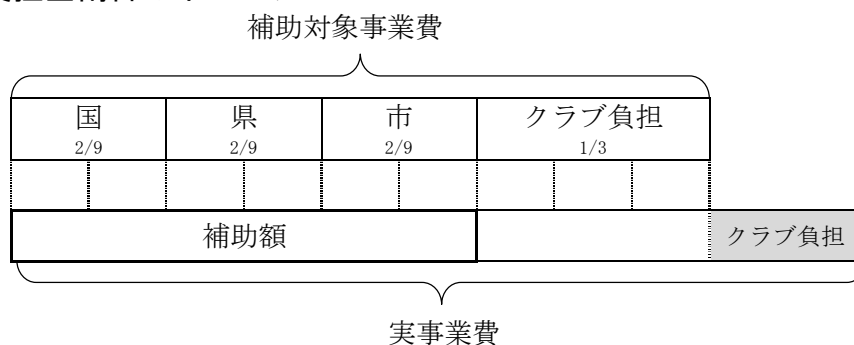 補助対象事業費
国 県 市 クラブ負担
2/9 2/9 2/9 1/3
補助額 クラブ負担
実事業費